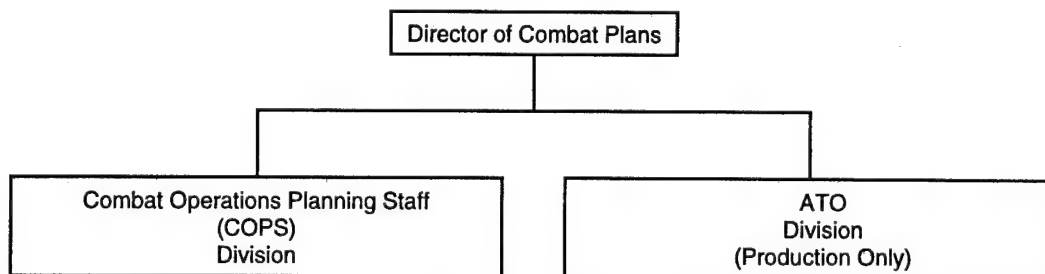 Director of Combat Plans
Combat Operations Planning Staff
(COPS)
Division
ATO
Division
(Production Only)